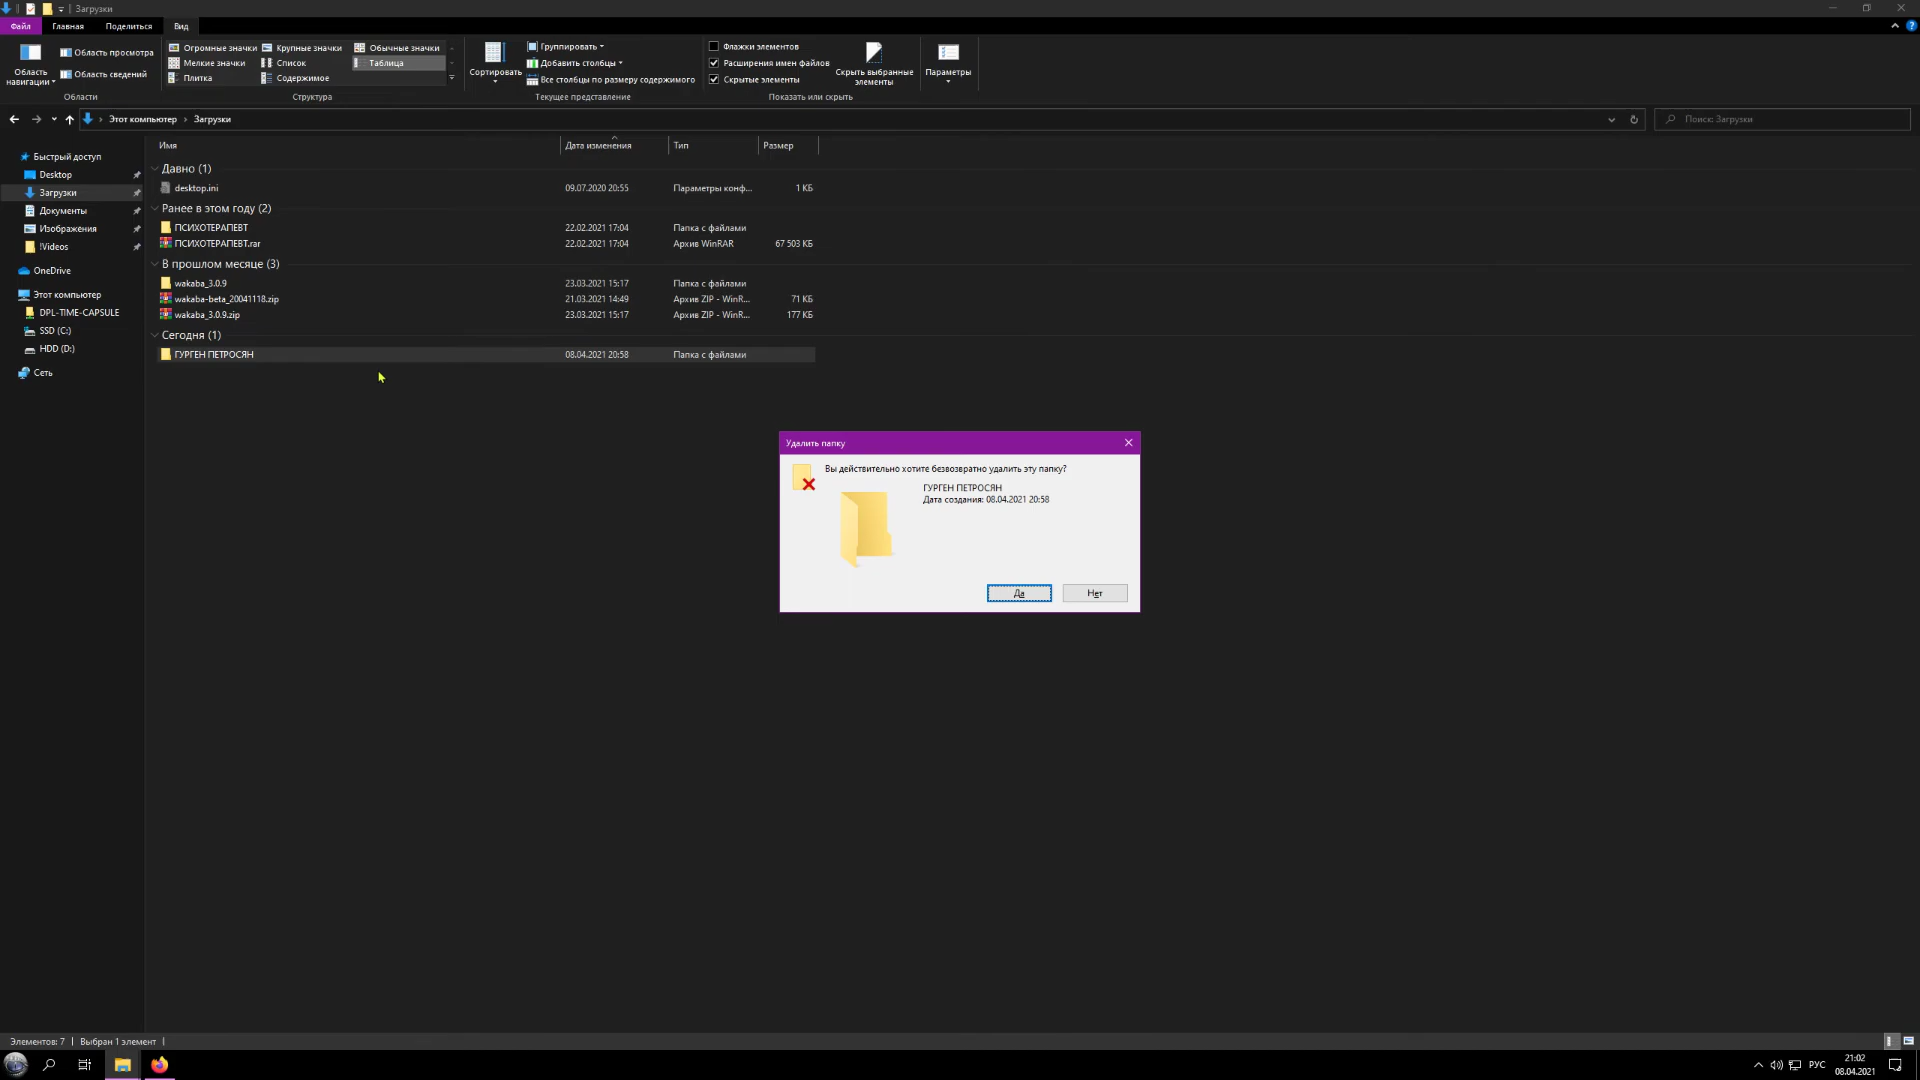 Загрузки
Файл Главная Поделиться Вид
Область навигации
Область просмотра
Область сведений
Области
Огромные значки Крупные значки Обычные значки
Мелкие значки Список Таблица
Плитка Содержимое
Структура
Сортировать
Группировать
Добавить столбцы
Все столбцы по размеру содержимого
Текущее представление
Флажки элементов
Расширения имен файлов
Скрытые элементы
Скрыть выбранные
элементы
Показать или скрыть
Параметры
Этот компьютер › Загрузки
Поиск: Загрузки
Быстрый доступ
Desktop
Загрузки
Документы
Изображения
!Videos
OneDrive
Этот компьютер
DPL-TIME-CAPSULE
SSD (C:)
HDD (D:)
Сеть
Имя Дата изменения Тип Размер
Давно (1)
desktop.ini 09.07.2020 20:55 Параметры конф... 1 КБ
Ранее в этом году (2)
ПСИХОТЕРАПЕВТ 22.02.2021 17:04 Папка с файлами
ПСИХОТЕРАПЕВТ.rar 22.02.2021 17:04 Архив WinRAR 67 503 КБ
В прошлом месяце (3)
wakaba_3.0.9 23.03.2021 15:17 Папка с файлами
wakaba-beta_20041118.zip 21.03.2021 14:49 Архив ZIP - WinR... 71 КБ
wakaba_3.0.9.zip 23.03.2021 15:17 Архив ZIP - WinR... 177 КБ
Сегодня (1)
ГУРГЕН ПЕТРОСЯН 08.04.2021 20:58 Папка с файлами
Удалить папку
Вы действительно хотите безвозвратно удалить эту папку?
ГУРГЕН ПЕТРОСЯН
Дата создания: 08.04.2021 20:58
Да Нет
Элементов: 7 Выбран 1 элемент
РУС
21:02
08.04.2021